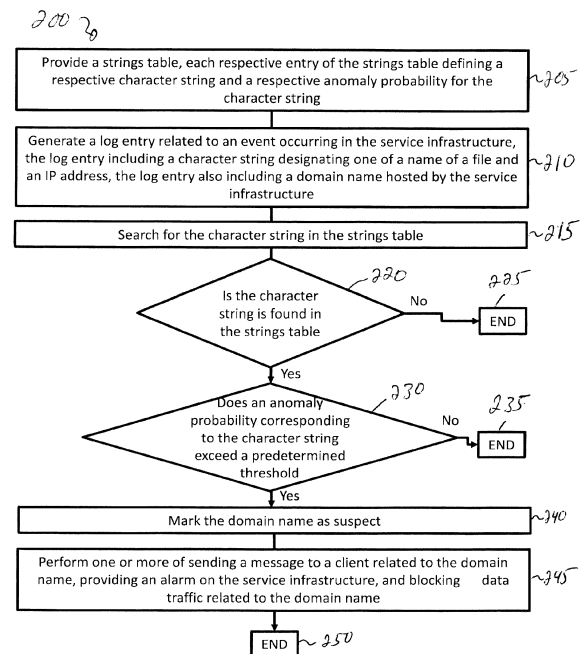 200
Provide a strings table, each respective entry of the strings table defining
a respective character string and a respective anomaly probability for the
character string
205
Generate a log entry related to an event occurring in the service infrastructure,
the log entry including a character string designating one of a name of a file and
an IP address, the log entry also including a domain name hosted by the service
infrastructure
210
Search for the character string in the strings table
215
220
Is the character
string is found in
the strings table
No
225
END
Yes
230
Does an anomaly
probability corresponding
to the character string
exceed a predetermined
threshold
No
235
END
Yes
Mark the domain name as suspect
240
Perform one or more of sending a message to a client related to the domain
name, providing an alarm on the service infrastructure, and blocking data
traffic related to the domain name
245
END
250